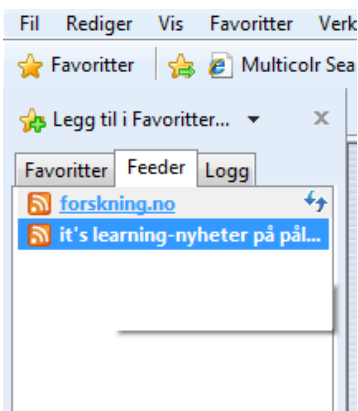 Fil Rediger Vis Favoritter Verk
Favoritter Multicolr Sea
Legg til i Favoritter... x
Favoritter Feeder Logg
forskning.no
it's learning-nyheter på pål...